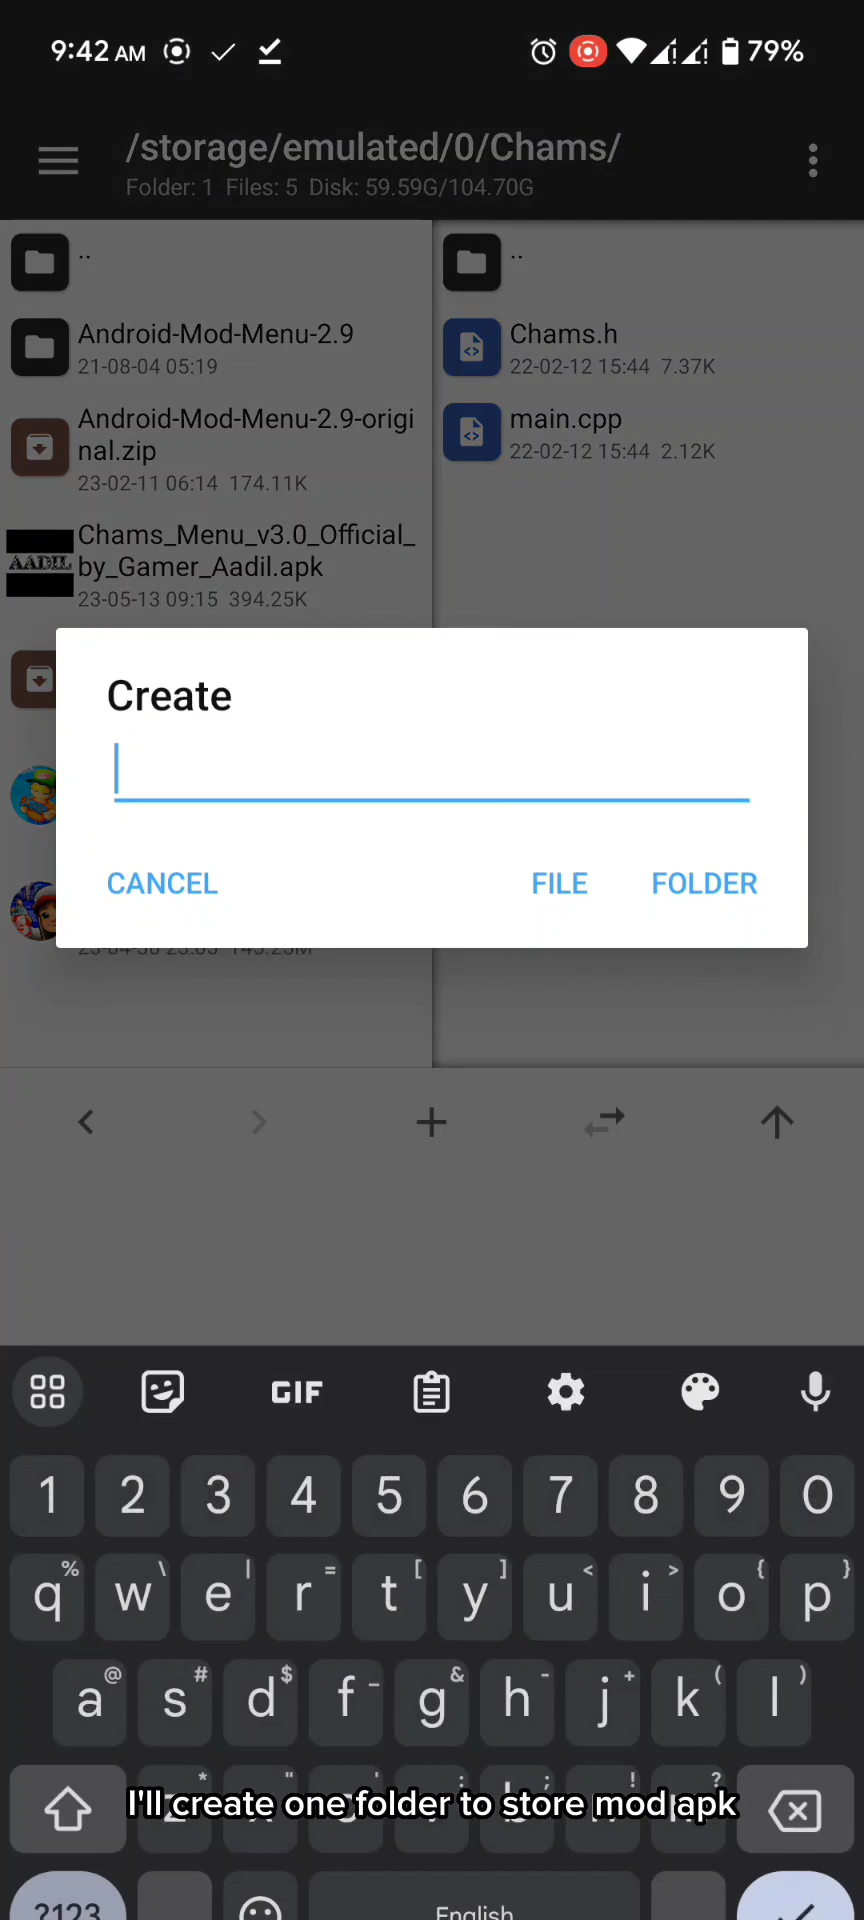 9:42 AM 79%
/storage/emulated/0/Chams/
Folder: 1 Files: 5 Disk: 59.59G/104.70G
..
Android-Mod-Menu-2.9
21-08-04 05:19
Android-Mod-Menu-2.9-origi
nal.zip
23-02-11 06:14 174.11K
AADIL
Chams_Menu_v3.0_Official_
by_Gamer_Aadil.apk
23-05-13 09:15 394.25K
..
Chams.h
22-02-12 15:44 7.37K
main.cpp
22-02-12 15:44 2.12K
Create
CANCEL FILE FOLDER
GIF
1 2 3 4 5 6 7 8 9 0
% \ | = [ ] < > { }
q w e r t y u i o p
@ # $ _ & - + ( )
a s d f g h j k l
* " ' : ; ! ?
I'll create one folder to store mod apk
?123 English